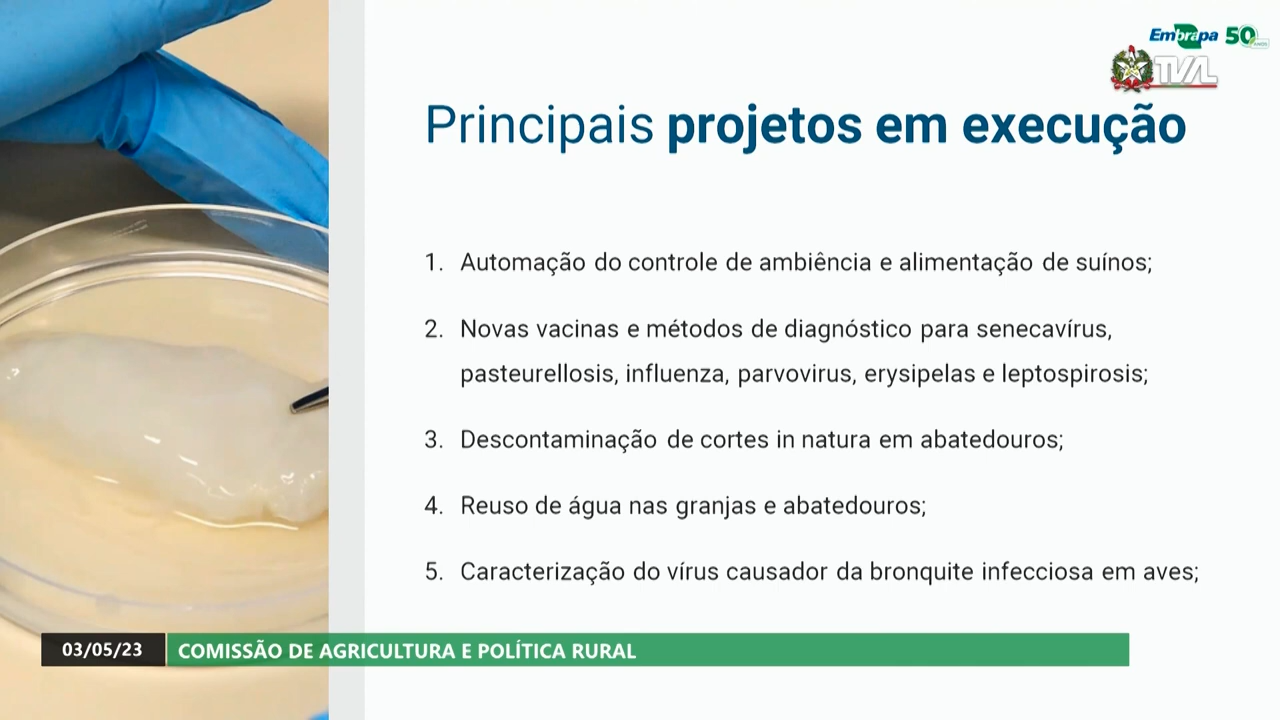 Embrapa 50
TVAL
Principais projetos em execução
1. Automação do controle de ambiência e alimentação de suínos;
2. Novas vacinas e métodos de diagnóstico para senecavírus,
pasteurellosis, influenza, parvovirus, erysipelas e leptospirosis;
3. Descontaminação de cortes in natura em abatedouros;
4. Reuso de água nas granjas e abatedouros;
5. Caracterização do vírus causador da bronquite infecciosa em aves;
03/05/23 COMISSÃO DE AGRICULTURA E POLÍTICA RURAL